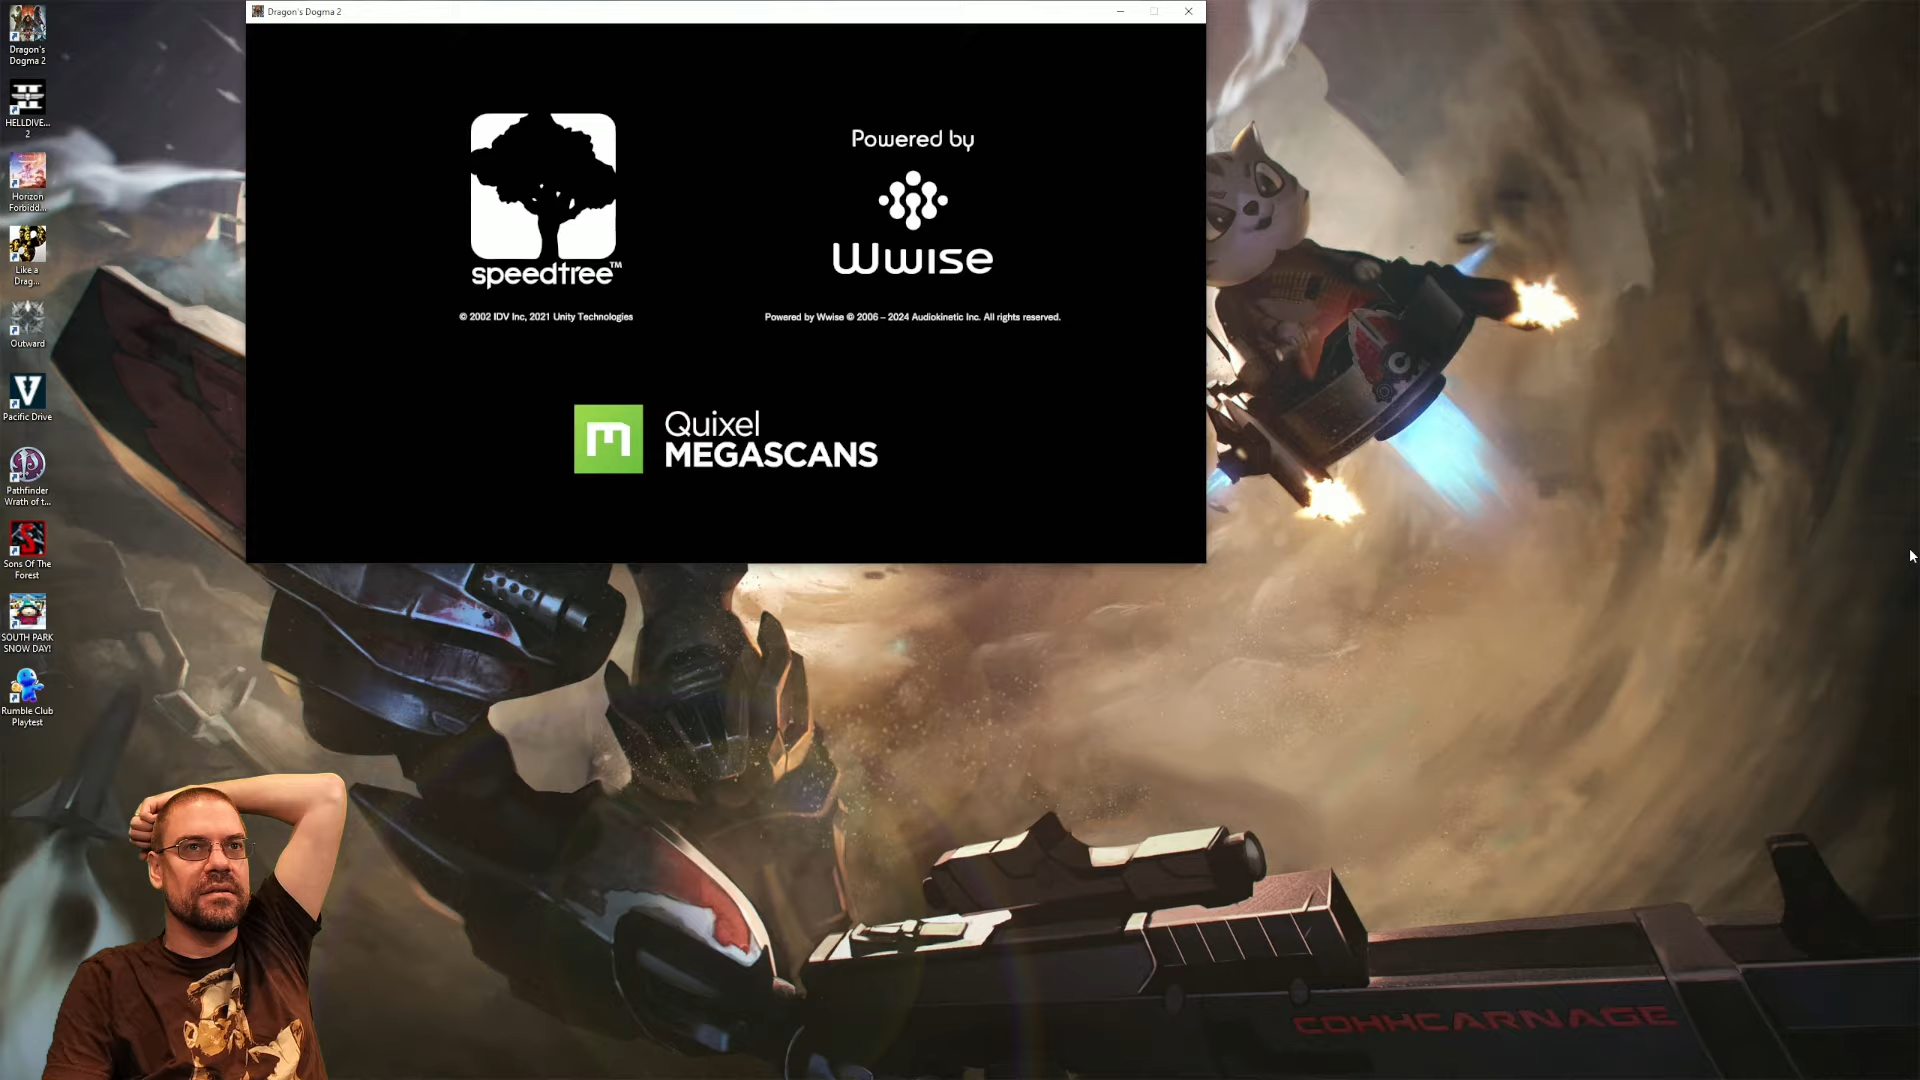 Dragon's Dogma 2
Dragon's
Dogma 2
HELLDIVE...
2
Horizon
Forbidd...
Like a
Drag...
Outward
Pacific Drive
Pathfinder
Wrath of t...
Sons Of The
Forest
SOUTH PARK
SNOW DAY!
Rumble Club
Playtest
speedtree™
© 2002 IDV Inc, 2021 Unity Technologies
Powered by
Wwise
Powered by Wwise © 2006 – 2024 Audiokinetic Inc. All rights reserved.
Quixel
MEGASCANS
COHHCARNAGE